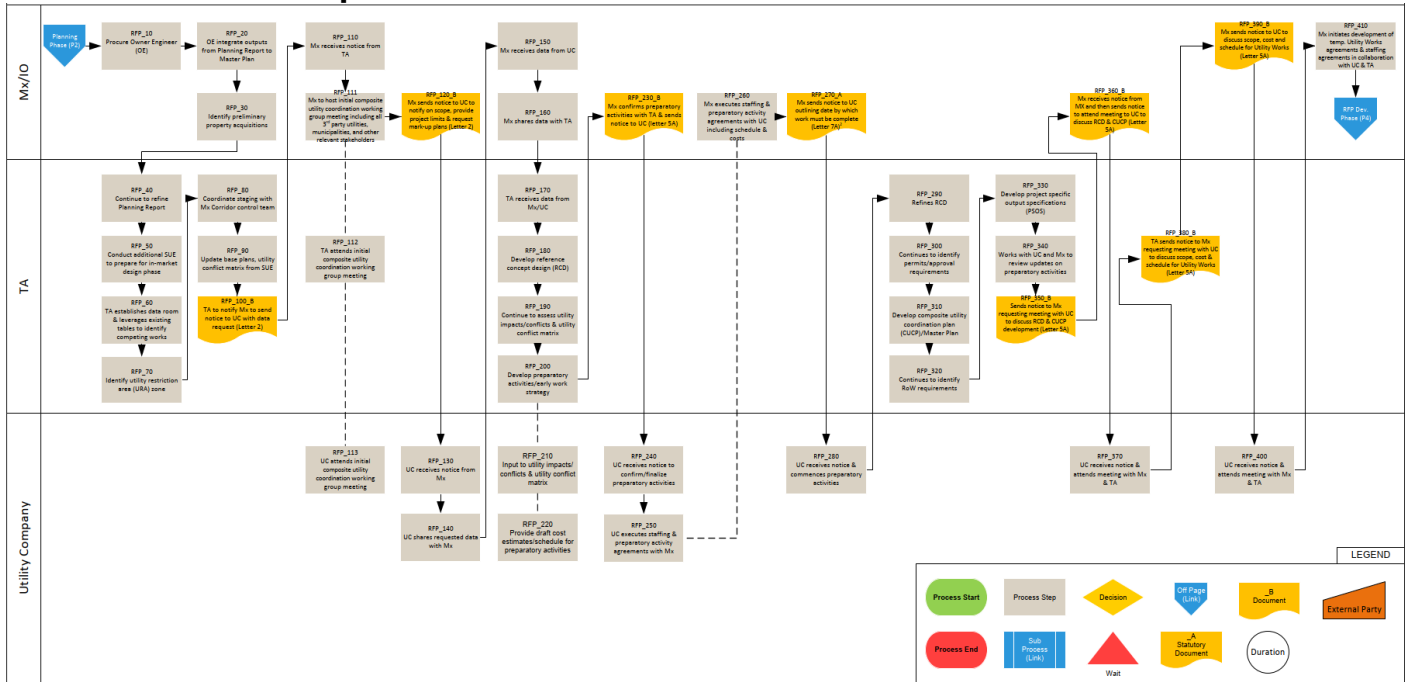 Mx/IO
Planning
Phase (P2)
RFP_10
Procure Owner Engineer
(OE)
RFP_20
OE integrate outputs
from Planning Report to
Master Plan
RFP_30
Identify preliminary
property acquisitions
RFP_110
Mx receives notice from
TA
RFP_111
Mx to host initial composite
utility coordination working
group meeting including all
3rd party utilities,
municipalities, and other
relevant stakeholders
RFP_120_B
Mx sends notice to UC to
notify on scope, provide
project limits & request
mark-up plans (Letter 2)
RFP_150
Mx receives data from UC
RFP_160
Mx shares data with TA
RFP_230_B
Mx confirms preparatory
activities with TA & sends
notice to UC (letter 5A)
RFP_260
Mx executes staffing &
preparatory activity
agreements with UC
including schedule &
costs
RFP_270_A
Mx sends notice to UC
outlining date by which
work must be complete
(Letter 7A)
RFP_360_B
Mx receives notice from
MX and then sends notice
to attend meeting to UC to
discuss RCD & CUCP (Letter
5A)
RFP_390_B
Mx sends notice to UC to
discuss scope, cost and
schedule for Utility Works
(Letter 5A)
RFP_410
Mx initiates development of
temp. Utility Works
agreements & staffing
agreements in collaboration
with UC & TA
RFP Dev.
Phase (P4)
TA
RFP_40
Continue to refine
Planning Report
RFP_50
Conduct additional SUE
to prepare for in-market
design phase
RFP_60
TA establishes data room
& leverages existing
tables to identify
competing works
RFP_70
Identify utility restriction
area (URA) zone
RFP_80
Coordinate staging with
Mx Corridor control team
RFP_90
Update base plans, utility
conflict matrix from SUE
RFP_100_B
TA to notify Mx to send
notice to UC with data
request (Letter 2)
RFP_112
TA attends initial
composite utility
coordination working
group meeting
RFP_170
TA receives data from
Mx/UC
RFP_180
Develop reference
concept design (RCD)
RFP_190
Continue to assess utility
impacts/conflicts & utility
conflict matrix
RFP_200
Develop preparatory
activities/early work
strategy
RFP_290
Refines RCD
RFP_300
Continues to identify
permits/approval
requirements
RFP_310
Develop composite utility
coordination plan
(CUCP)/Master Plan
RFP_320
Continues to identify
RoW requirements
RFP_330
Develop project specific
output specifications
(PSOS)
RFP_340
Works with UC and Mx to
review updates on
preparatory activities
RFP_350_B
Sends notice to Mx
requesting meeting with UC
to discuss RCD & CUCP
development (Letter 5A)
RFP_380_B
TA sends notice to Mx
requesting meeting with UC
to discuss scope, cost &
schedule for Utility Works
(Letter 5A)
Utility Company
RFP_113
UC attends initial
composite utility
coordination working
group meeting
RFP_130
UC receives notice from
Mx
RFP_140
UC shares requested data
with Mx
RFP_210
Input to utility impacts/
conflicts & utility conflict
matrix
RFP_220
Provide draft cost
estimates/schedule for
preparatory activities
RFP_240
UC receives notice to
confirm/finalise preparatory
activities
RFP_250
UC executes staffing &
preparatory activity
agreements with Mx
RFP_280
UC receives notice &
commences preparatory
activities
RFP_370
UC receives notice &
attends meeting with Mx
& TA
RFP_400
UC receives notice &
attends meeting with Mx
& TA
LEGEND
Process Start
Process Step
Decision
Off Page
(Link)
_B
Document
External Party
Process End
Sub
Process
(Link)
Wait
_A
Statutory
Document
Duration